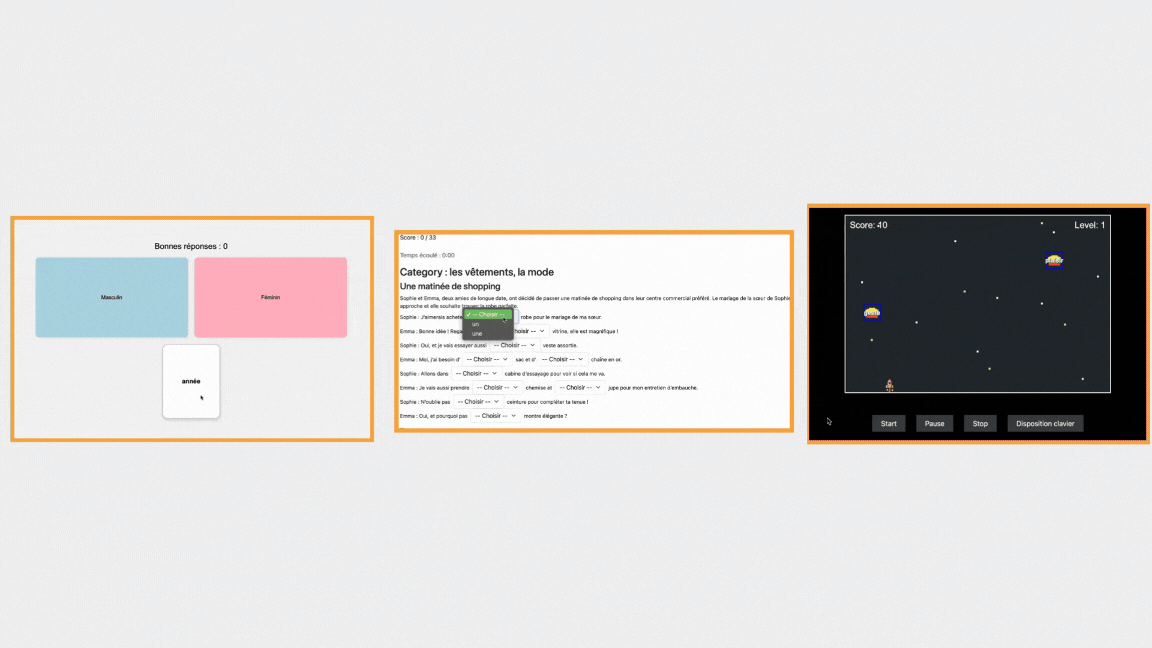 Bonnes réponses : 0
Masculin
Féminin
année
Score : 0 / 33
Temps écoulé : 0:00
Category : les vêtements, la mode
Une matinée de shopping
Sophie et Emma, deux amies de longue date, ont décidé de passer une matinée de shopping dans leur centre commercial préféré. Le mariage de la sœur de Sophie
approche et elle souhaite trouver la robe parfaite.
Sophie : J'aimerais achete -- Choisir -- robe pour le mariage de ma sœur.
un
une
Emma : Bonne idée ! Rega hoisir -- vitrine, elle est magnifique !
Sophie : Oui, et je vais essayer aussi -- Choisir -- veste assortie.
Emma : Moi, j'ai besoin d' -- Choisir -- sac et d' -- Choisir -- chaîne en or.
Sophie : Allons dans -- Choisir -- cabine d'essayage pour voir si cela me va.
Emma : Je vais aussi prendre -- Choisir -- chemise et -- Choisir -- jupe pour mon entretien d'embauche.
Sophie : N'oublie pas -- Choisir -- ceinture pour compléter ta tenue !
Emma : Oui, et pourquoi pas -- Choisir -- montre élégante ?
Score: 40
Level: 1
Start
Pause
Stop
Disposition clavier